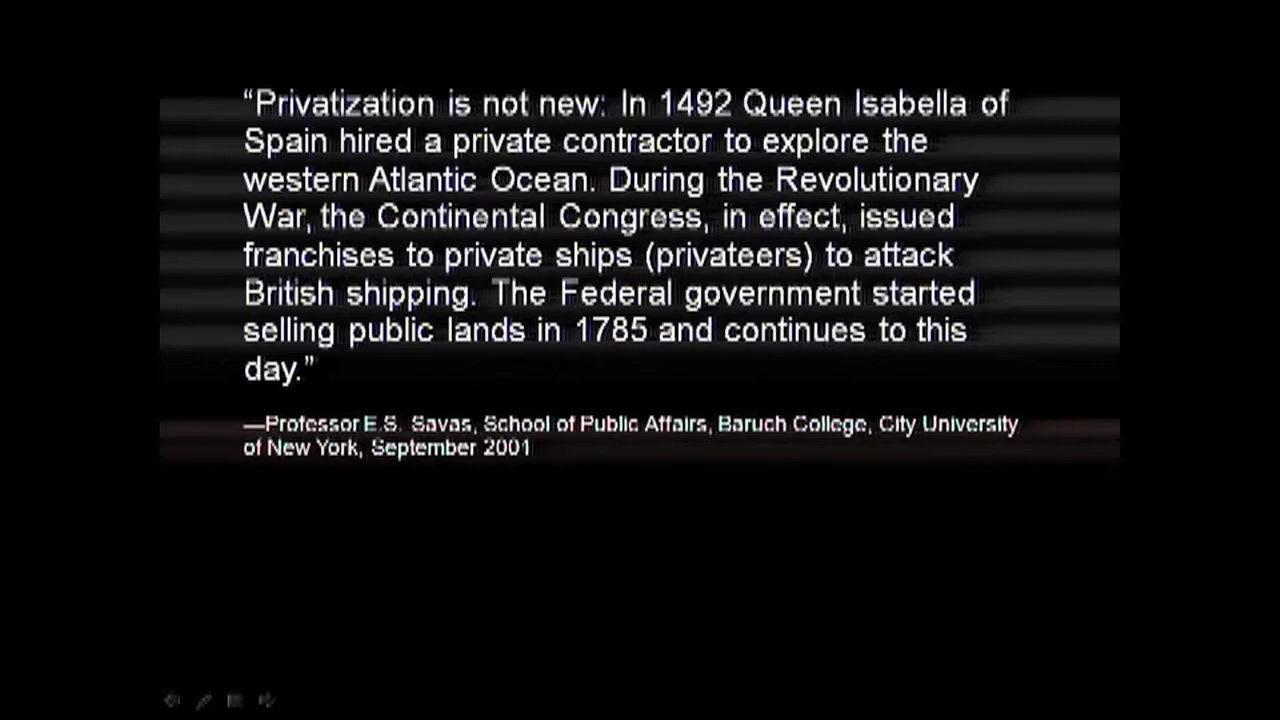 “Privatization is not new: In 1492 Queen Isabella of
Spain hired a private contractor to explore the
western Atlantic Ocean. During the Revolutionary
War, the Continental Congress, in effect, issued
franchises to private ships (privateers) to attack
British shipping. The Federal government started
selling public lands in 1785 and continues to this
day.”
—Professor E.S. Savas, School of Public Affairs, Baruch College, City University
of New York, September 2001